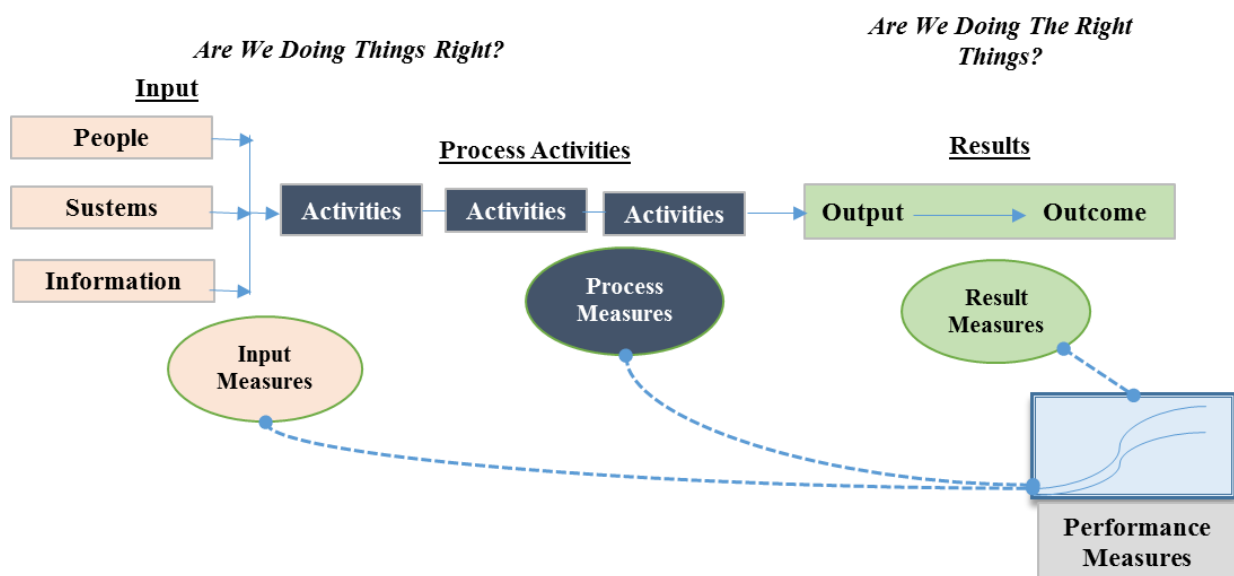 Are We Doing Things Right?
Are We Doing The Right
Things?
Input
People
Sustems
Information
Process Activities
Activities
Activities
Activities
Results
Output
Outcome
Input
Measures
Process
Measures
Result
Measures
Performance
Measures